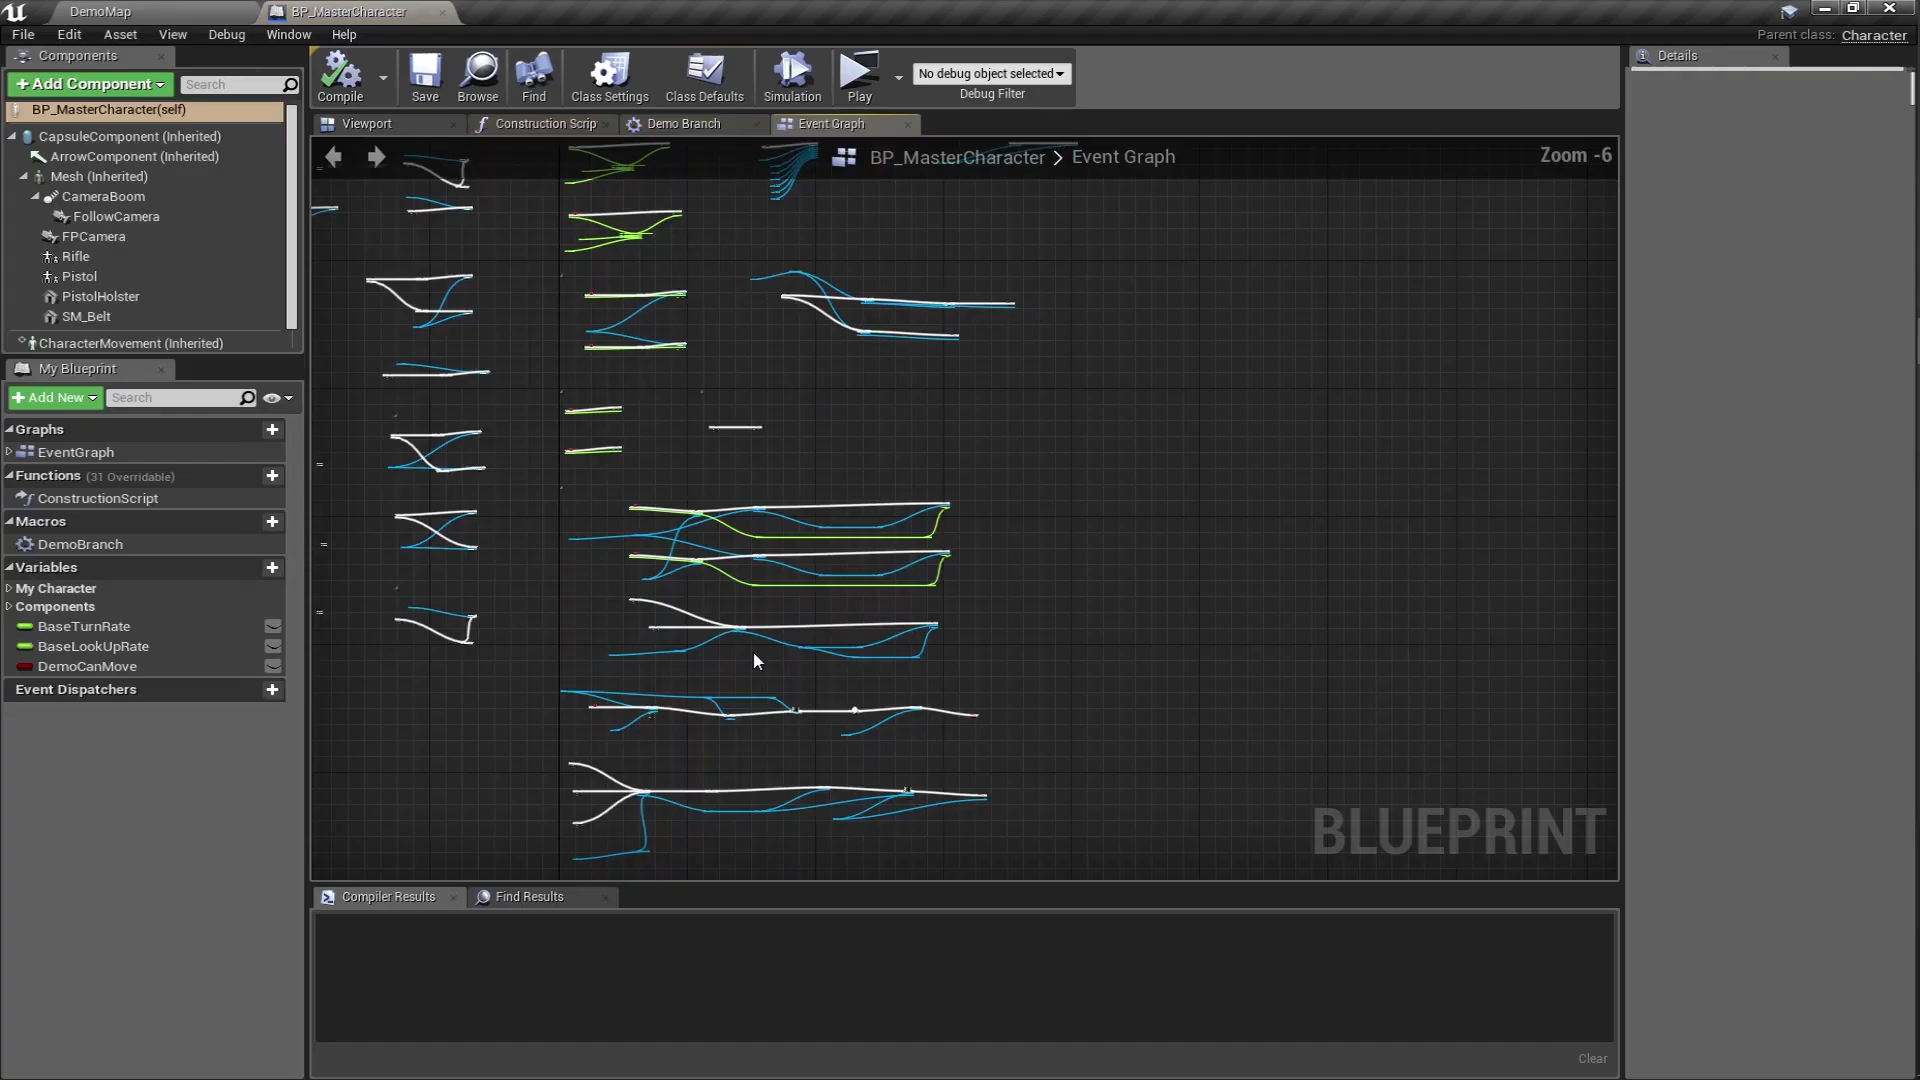 DemoMap
BP_MasterCharacter
File Edit Asset View Debug Window Help
Parent class: Character
Components
+ Add Component
Search
BP_MasterCharacter(self)
CapsuleComponent (Inherited)
ArrowComponent (Inherited)
Mesh (Inherited)
CameraBoom
FollowCamera
FPCamera
Rifle
Pistol
PistolHolster
SM_Belt
CharacterMovement (Inherited)
My Blueprint
+ Add New
Search
Graphs
EventGraph
Functions (31 Overridable)
ConstructionScript
Macros
DemoBranch
Variables
My Character
Components
BaseTurnRate
BaseLookUpRate
DemoCanMove
Event Dispatchers
Compile
Save
Browse
Find
Class Settings
Class Defaults
Simulation
Play
No debug object selected
Debug Filter
Viewport
Construction Scrip
Demo Branch
Event Graph
BP_MasterCharacter > Event Graph
Zoom -6
BLUEPRINT
Compiler Results
Find Results
Clear
Details